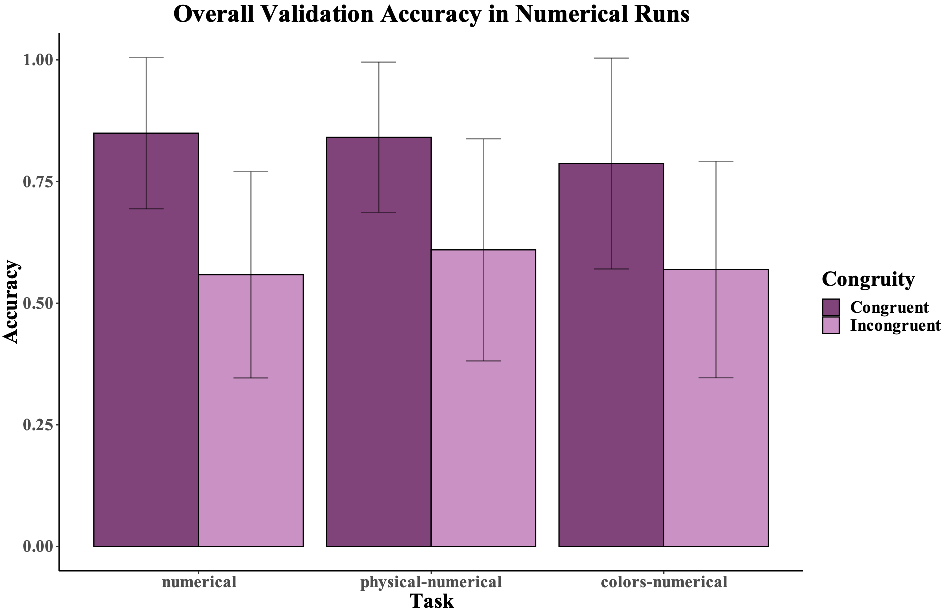 Overall Validation Accuracy in Numerical Runs
1.00
0.75
0.50
0.25
0.00
Accuracy
numerical
physical-numerical
colors-numerical
Task
Congruity
Congruent
Incongruent